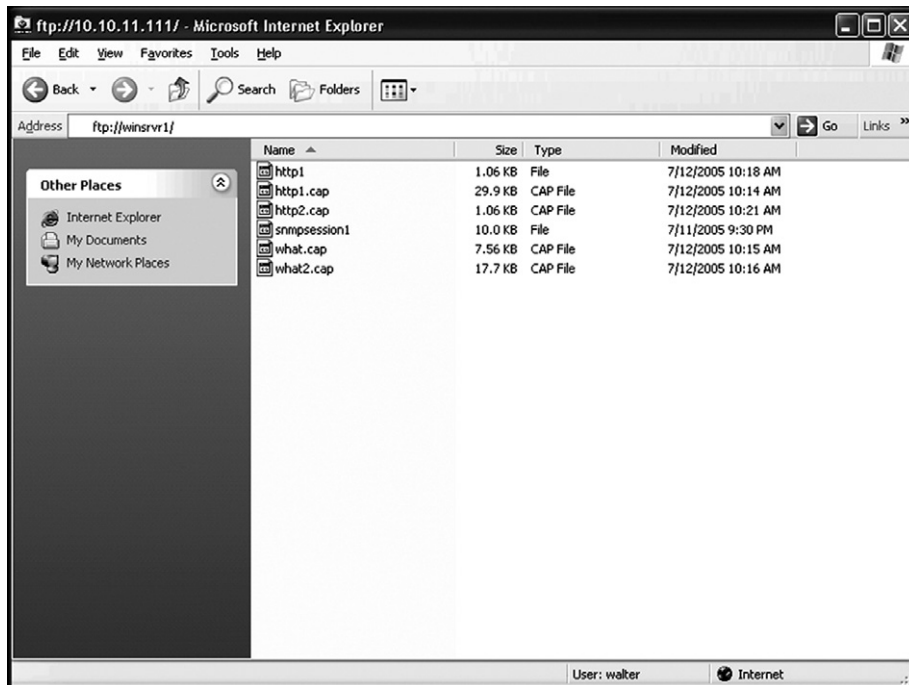 ftp://10.10.11.111/ - Microsoft Internet Explorer
File Edit View Favorites Tools Help
Back Search Folders
Address ftp://winsrvr1/ Go Links »
Name Size Type Modified
Other Places
Internet Explorer
My Documents
My Network Places
http1 1.06 KB File 7/12/2005 10:18 AM
http1.cap 29.9 KB CAP File 7/12/2005 10:14 AM
http2.cap 1.06 KB CAP File 7/12/2005 10:21 AM
snmpsession1 10.0 KB File 7/11/2005 9:30 PM
what.cap 7.56 KB CAP File 7/12/2005 10:15 AM
what2.cap 17.7 KB CAP File 7/12/2005 10:16 AM
User: walter Internet